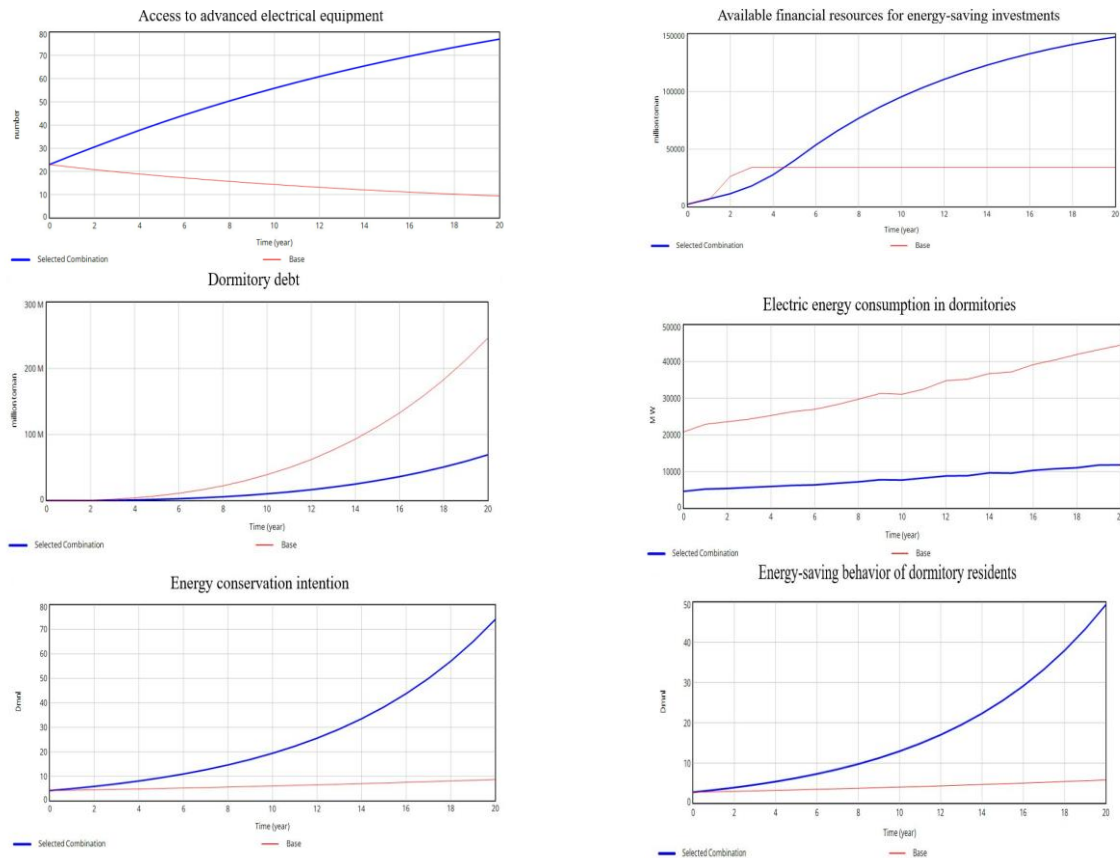 Access to advanced electrical equipment
80
70
60
50
40
30
20
10
0
number
0 2 4 6 8 10 12 14 16 18 20
Time (year)
Selected Combination Base
Available financial resources for energy-saving investments
150000
100000
50000
0
million toman
0 2 4 6 8 10 12 14 16 18 20
Time (year)
Selected Combination Base
Dormitory debt
300 M
200 M
100 M
0
million toman
0 2 4 6 8 10 12 14 16 18 20
Time (year)
Selected Combination Base
Electric energy consumption in dormitories
50000
40000
30000
20000
10000
0
M W
0 2 4 6 8 10 12 14 16 18 20
Time (year)
Selected Combination Base
Energy conservation intention
80
70
60
50
40
30
20
10
0
Dmnl
0 2 4 6 8 10 12 14 16 18 20
Time (year)
Selected Combination Base
Energy-saving behavior of dormitory residents
50
40
30
20
10
0
Dmnl
0 2 4 6 8 10 12 14 16 18 20
Time (year)
Selected Combination Base